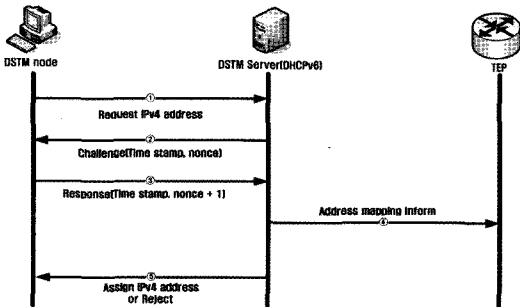 DSTM node
DSTM Server(DHCPv6)
TEP
①
Request IPv4 address
②
Challenge(Time stamp, nonce)
③
Response(Time stamp, nonce + 1)
Address mapping inform
④
⑤
Assign IPv4 address
or Reject